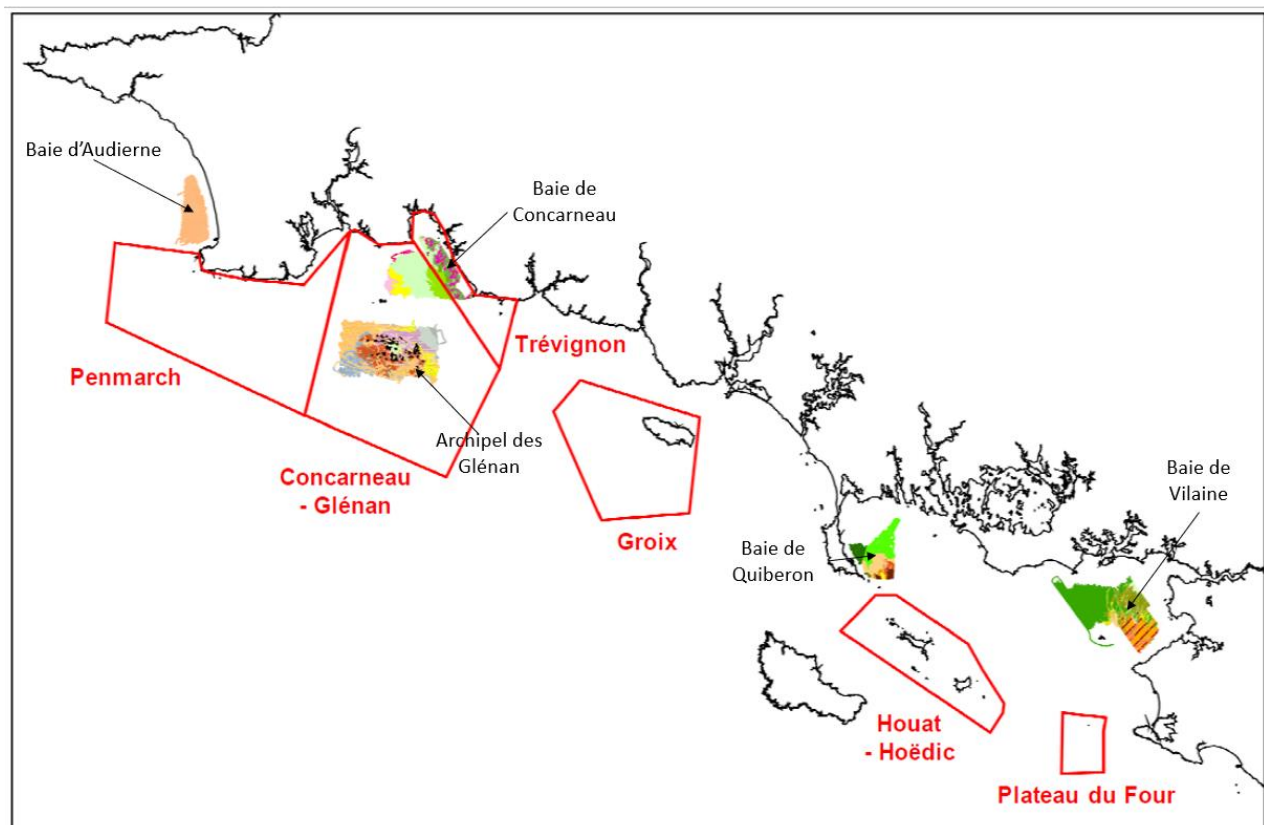 Baie d'Audierne
Baie de
Concarneau
Trévignon
Penmarch
Archipel des
Glénan
Concarneau
- Glénan
Groix
Baie de
Vilaine
Baie de
Quiberon
Houat
- Hoëdic
Plateau du Four